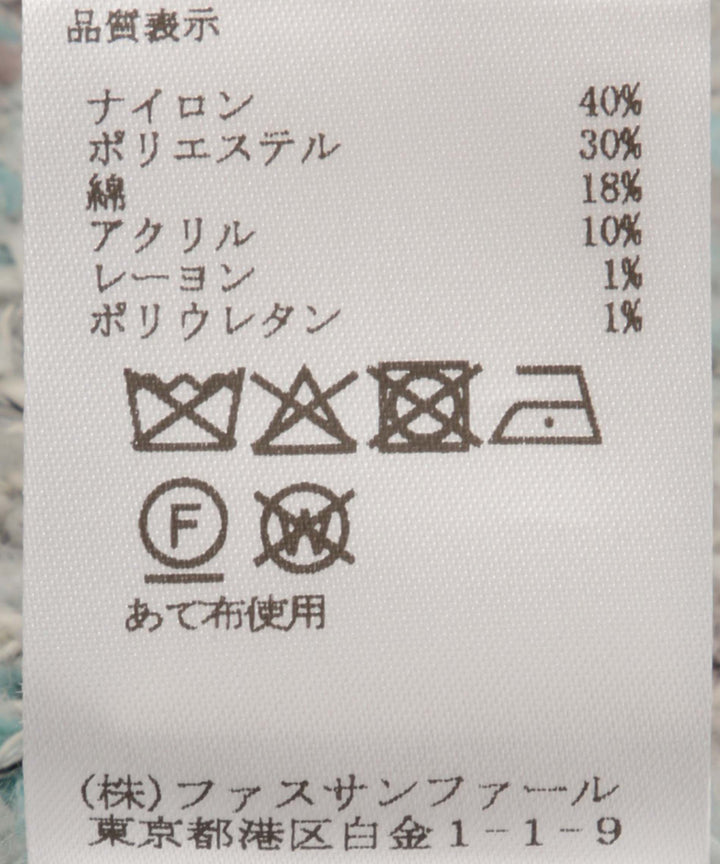 品質表示
ナイロン 40%
ポリエステル 30%
綿 18%
アクリル 10%
レーヨン 1%
ポリウレタン 1%
F W
あて布使用
(株)ファスサンファール
東京都港区白金1-1-9